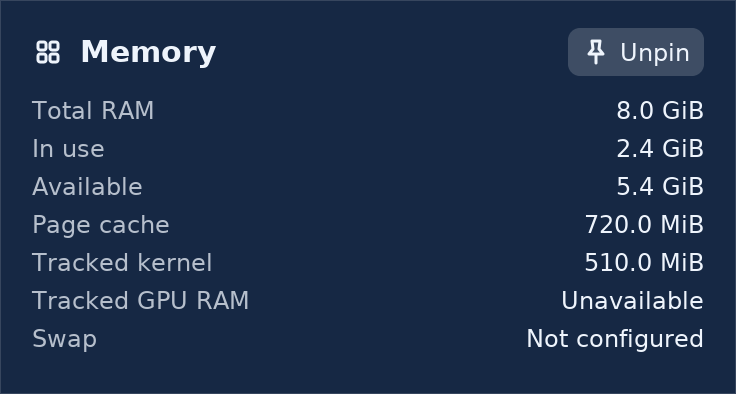 Memory
Unpin
Total RAM 8.0 GiB
In use 2.4 GiB
Available 5.4 GiB
Page cache 720.0 MiB
Tracked kernel 510.0 MiB
Tracked GPU RAM Unavailable
Swap Not configured